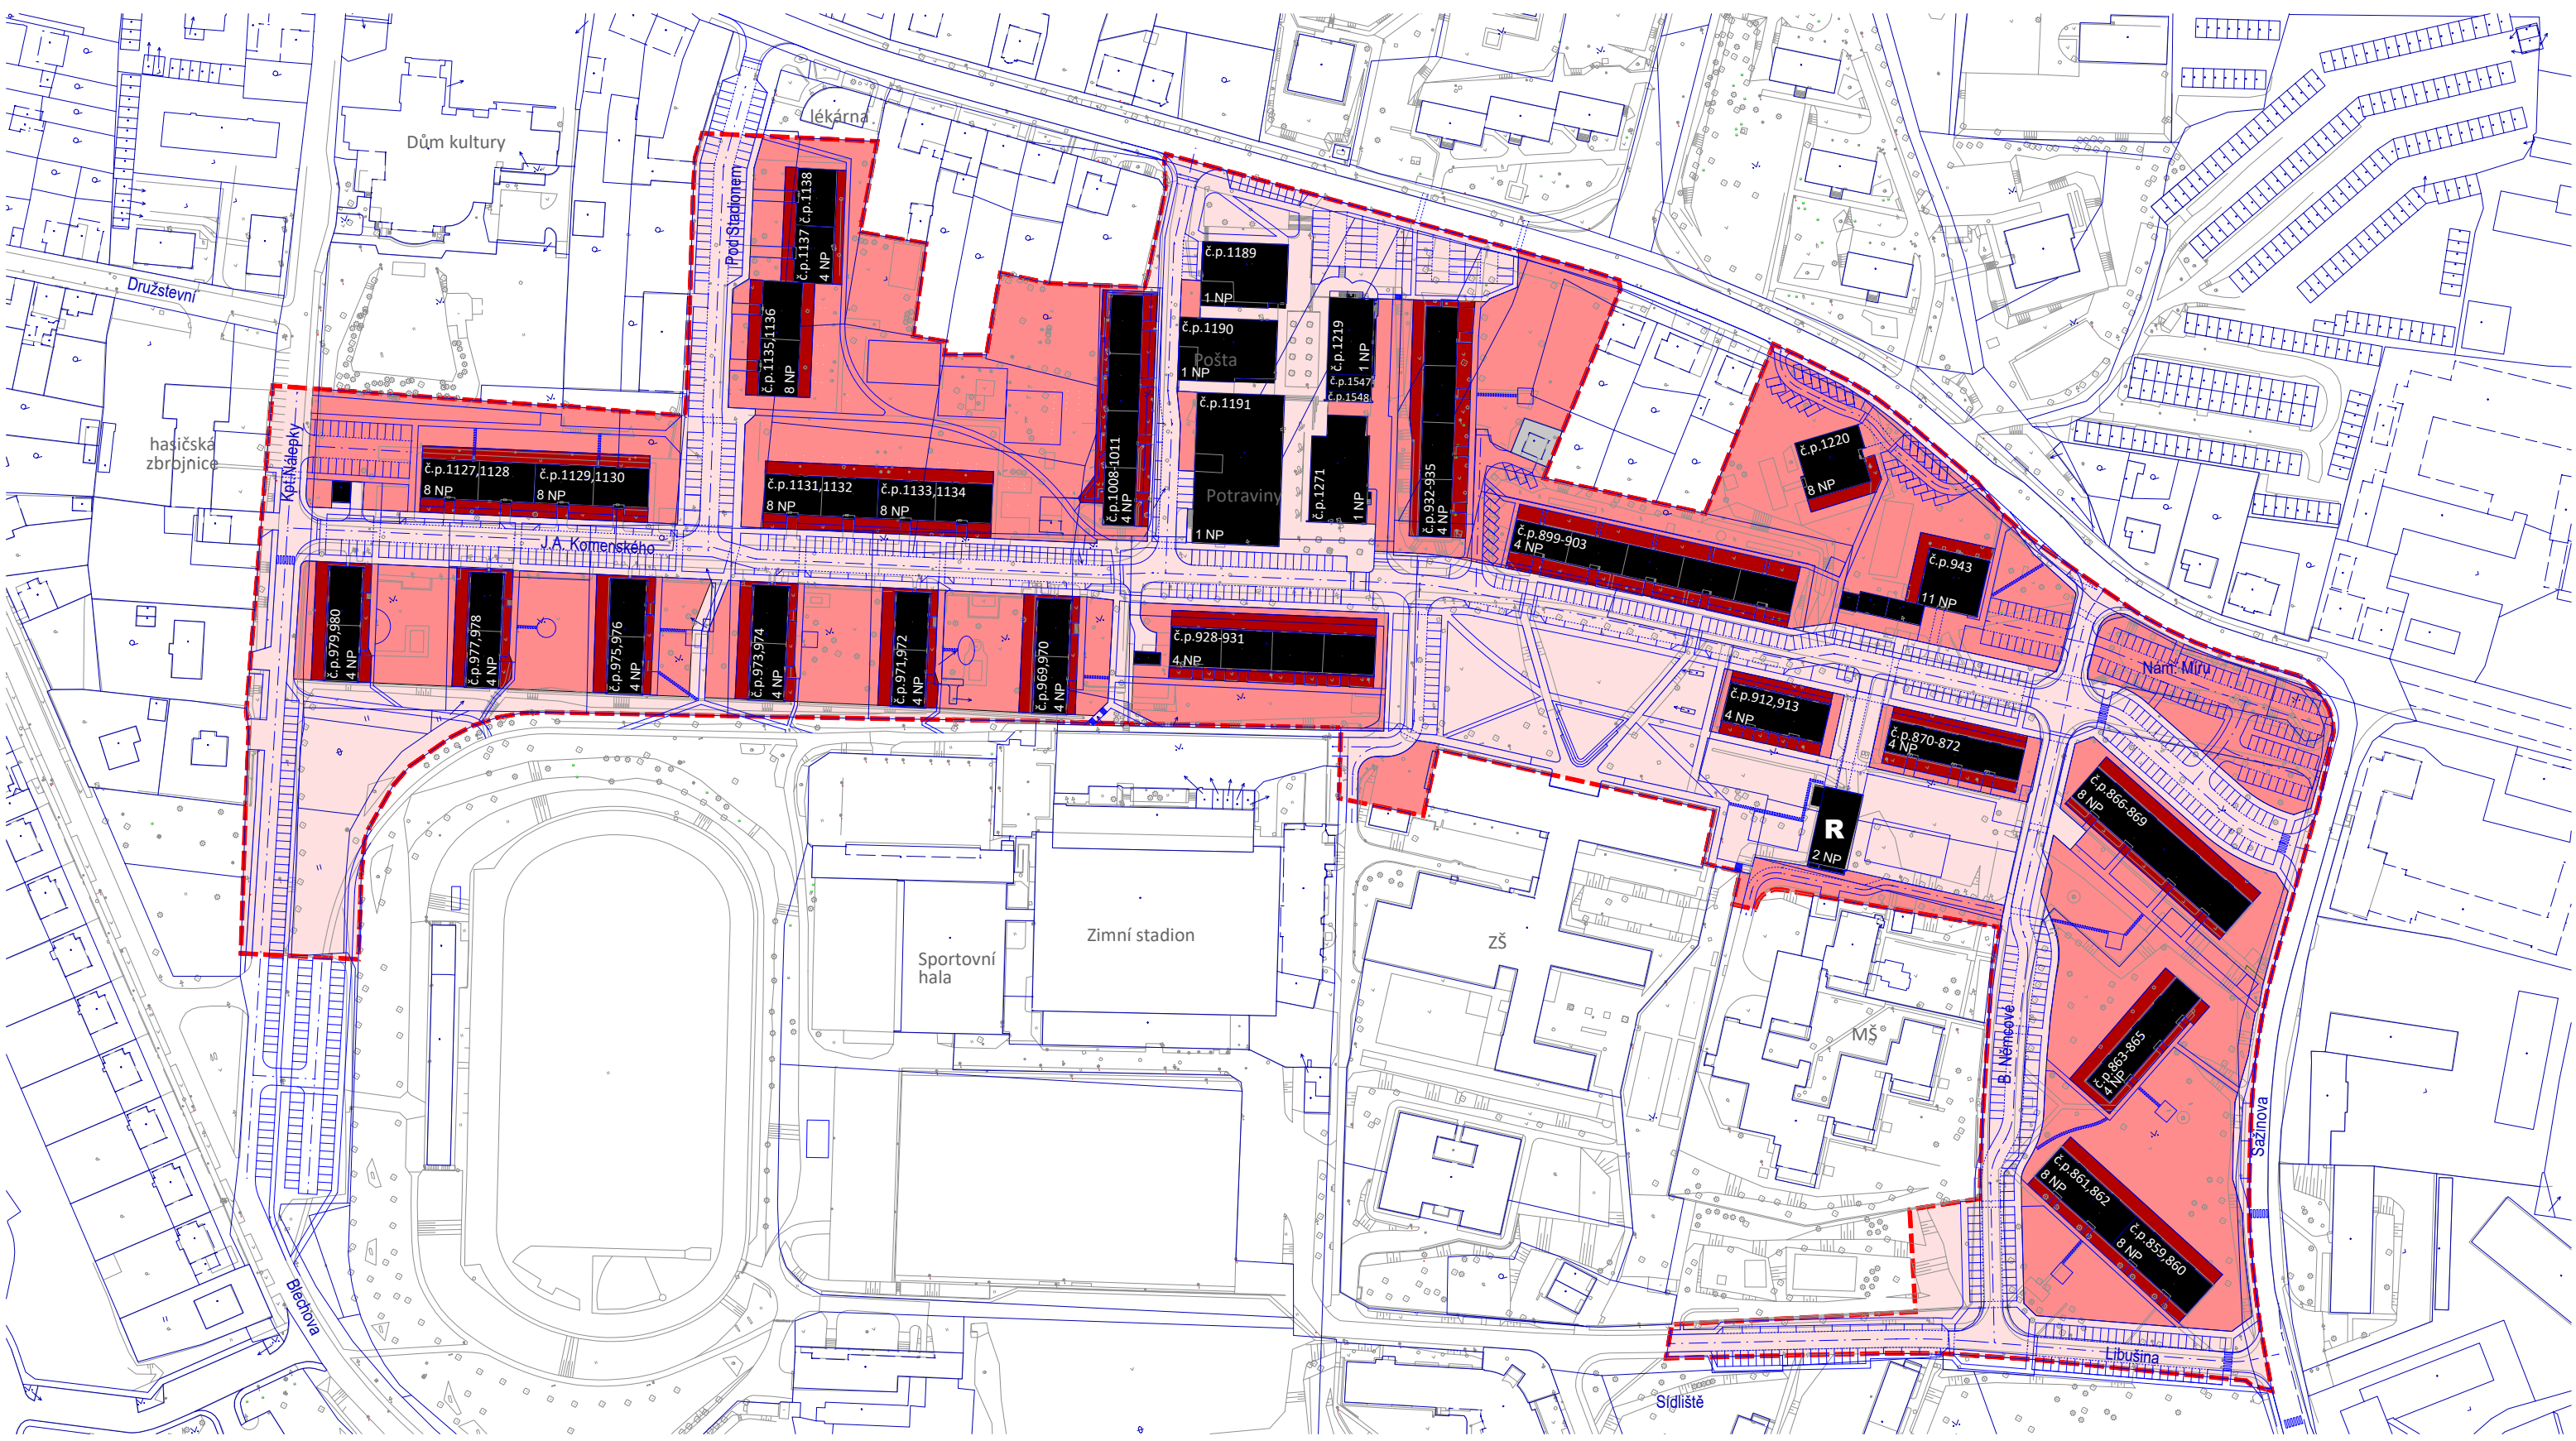 lékárna
Dům kultury
Pod Stadionem
č.p.1137 č.p.1138
4 NP
č.p.1189
1 NP
Družstevní
č.p.1135,1136
8 NP
č.p.1190
Pošta
1 NP
č.p.1219
1 NP
č.p.1547
č.p.1548
č.p.1191
Potraviny
1 NP
č.p.1271
1 NP
č.p.1008-1011
4 NP
č.p.932-935
4 NP
hasičská
zbrojnice
Kpt.Nálepky
č.p.1127,1128
8 NP
č.p.1129,1130
8 NP
č.p.1131,1132
8 NP
č.p.1133,1134
8 NP
č.p.1220
8 NP
J.A. Komenského
č.p.899-903
4 NP
č.p.943
11 NP
č.p.979,980
4 NP
č.p.977,978
4 NP
č.p.975,976
4 NP
č.p.973,974
4 NP
č.p.971,972
4 NP
č.p.969,970
4 NP
č.p.928-931
4.NP
Nám. Míru
č.p.912,913
4 NP
č.p.870-872
4 NP
č.p.866-869
8 NP
R
2 NP
Zimní stadion
ZŠ
Sportovní
hala
MŠ
B. Němcové
č.p.863-865
4 NP
Sažinova
č.p.861,862
8 NP
č.p.859,860
8 NP
Blechova
Libušina
Sídliště